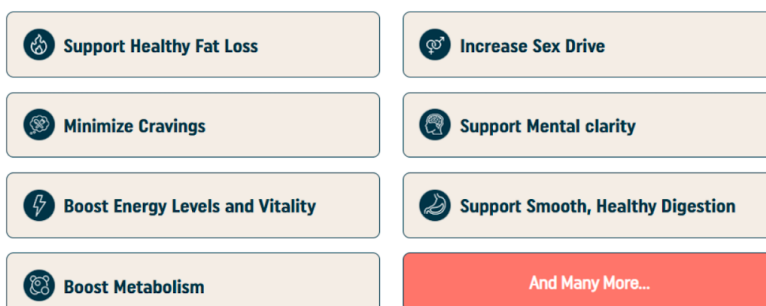 Support Healthy Fat Loss
Increase Sex Drive
Minimize Cravings
Support Mental clarity
Boost Energy Levels and Vitality
Support Smooth, Healthy Digestion
Boost Metabolism
And Many More...